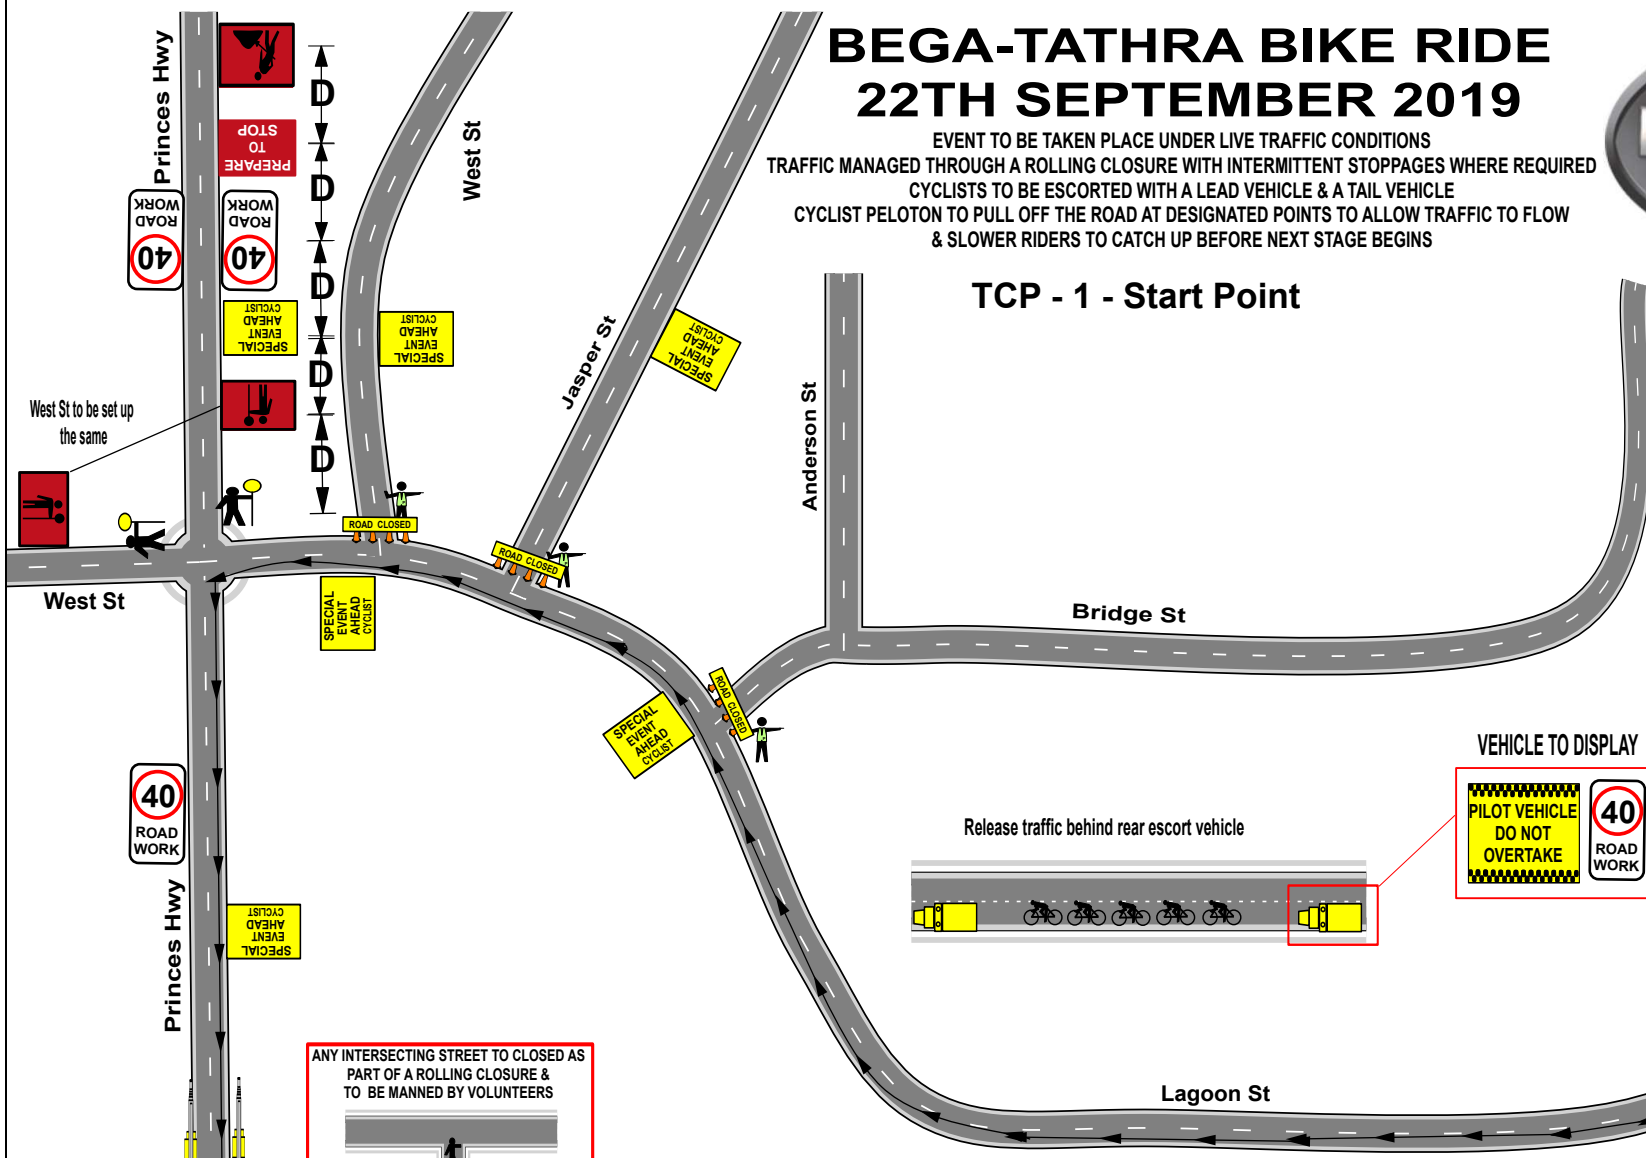 BEGA-TATHRA BIKE RIDE
22TH SEPTEMBER 2019
EVENT TO BE TAKEN PLACE UNDER LIVE TRAFFIC CONDITIONS
TRAFFIC MANAGED THROUGH A ROLLING CLOSURE WITH INTERMITTENT STOPPAGES WHERE REQUIRED
CYCLISTS TO BE ESCORTED WITH A LEAD VEHICLE & A TAIL VEHICLE
CYCLIST PELOTON TO PULL OFF THE ROAD AT DESIGNATED POINTS TO ALLOW TRAFFIC TO FLOW
& SLOWER RIDERS TO CATCH UP BEFORE NEXT STAGE BEGINS
TCP - 1 - Start Point
Princes Hwy
D
PREPARE
TO
STOP
D
West St
40
ROAD
WORK
40
ROAD
WORK
D
SPECIAL
EVENT
AHEAD
CYCLIST
D
SPECIAL
EVENT
AHEAD
CYCLIST
Jasper St
SPECIAL
EVENT
AHEAD
CYCLIST
Anderson St
West St to be set up
the same
D
ROAD CLOSED
ROAD CLOSED
West St
SPECIAL
EVENT
AHEAD
CYCLIST
Bridge St
ROAD CLOSED
SPECIAL
EVENT
AHEAD
CYCLIST
40
ROAD
WORK
Princes Hwy
SPECIAL
EVENT
AHEAD
CYCLIST
VEHICLE TO DISPLAY
PILOT VEHICLE
DO NOT
OVERTAKE
40
ROAD
WORK
Release traffic behind rear escort vehicle
ANY INTERSECTING STREET TO CLOSED AS
PART OF A ROLLING CLOSURE &
TO BE MANNED BY VOLUNTEERS
Lagoon St